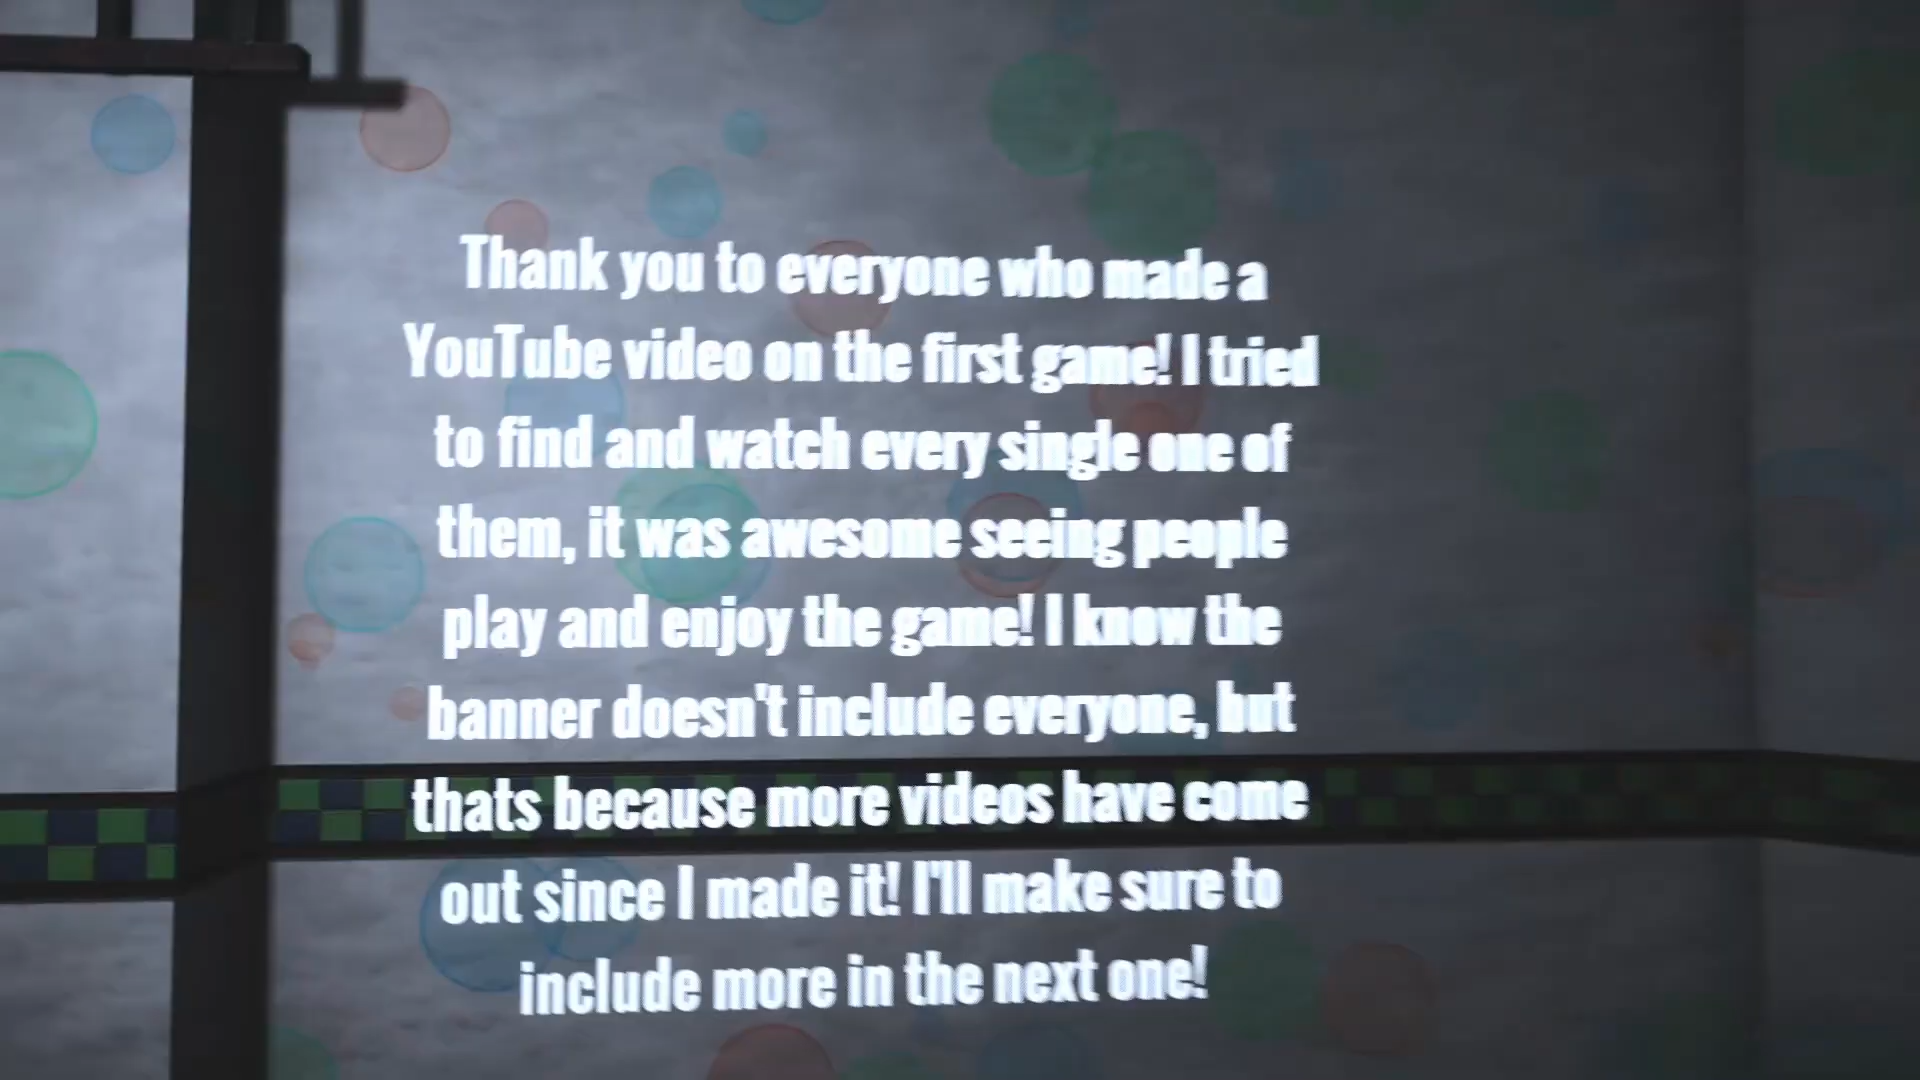 Thank you to everyone who made a
YouTube video on the first game! I tried
to find and watch every single one of
them, it was awesome seeing people
play and enjoy the game! I know the
banner doesn't include everyone, but
thats because more videos have come
out since I made it! I'll make sure to
include more in the next one!